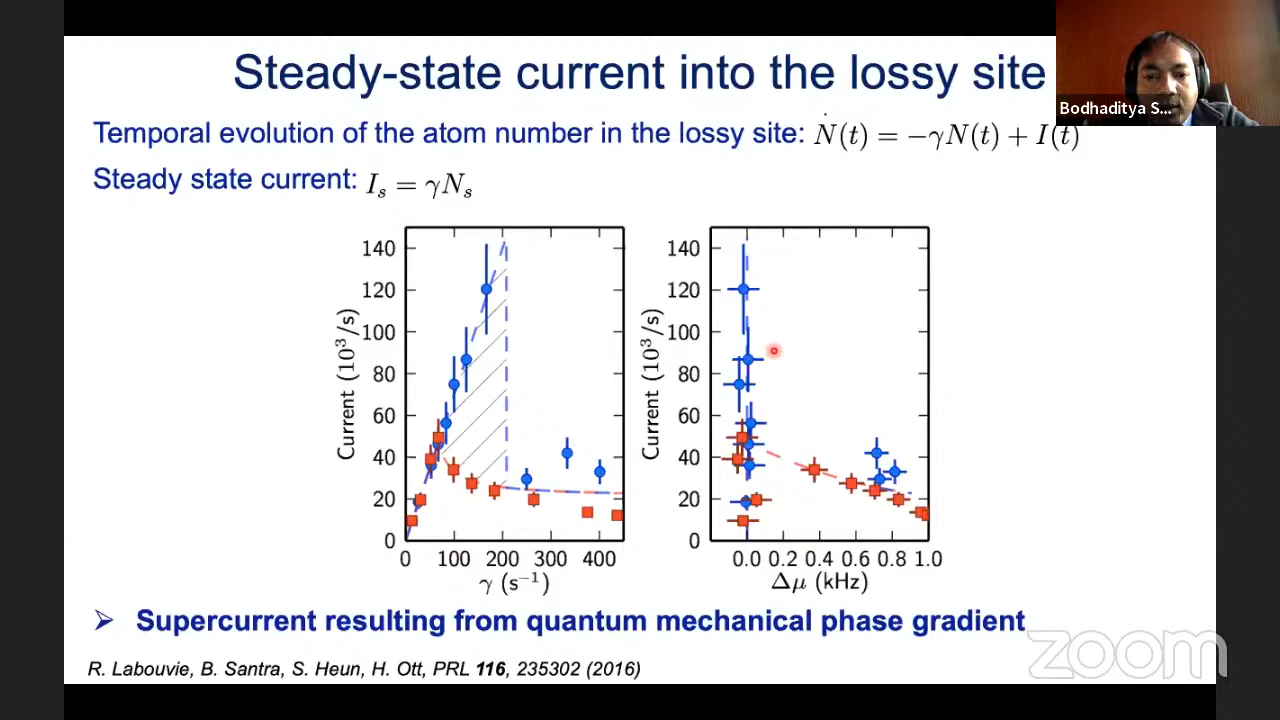 Steady-state current into the lossy site
Bodhaditya S...
Temporal evolution of the atom number in the lossy site: Ṅ(t) = −γN(t) + I(t)
Steady state current: I_s = γN_s
140
120
100
80
60
40
20
0
Current (10³/s)
0 100 200 300 400
γ (s⁻¹)
140
120
100
80
60
40
20
0
Current (10³/s)
0.0 0.2 0.4 0.6 0.8 1.0
Δμ (kHz)
➢ Supercurrent resulting from quantum mechanical phase gradient
zoom
R. Labouvie, B. Santra, S. Heun, H. Ott, PRL 116, 235302 (2016)